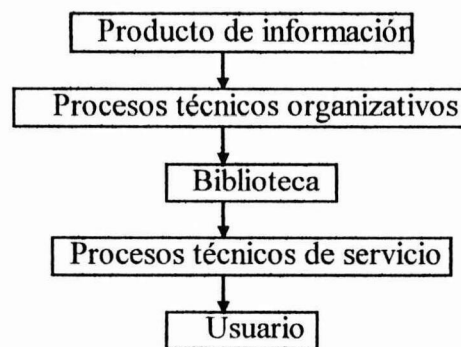 Producto de información
Procesos técnicos organizativos
Biblioteca
Procesos técnicos de servicio
Usuario